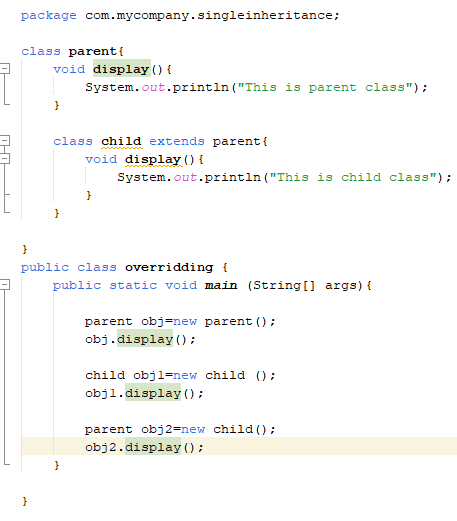 package com.mycompany.singleinheritance;
class parent{
void display(){
System.out.println("This is parent class");
}
class child extends parent{
void display(){
System.out.println("This is child class");
}
}
}
public class overridding {
public static void main (String[] args){
parent obj=new parent();
obj.display();
child obj1=new child ();
obj1.display();
parent obj2=new child();
obj2.display();
}
}